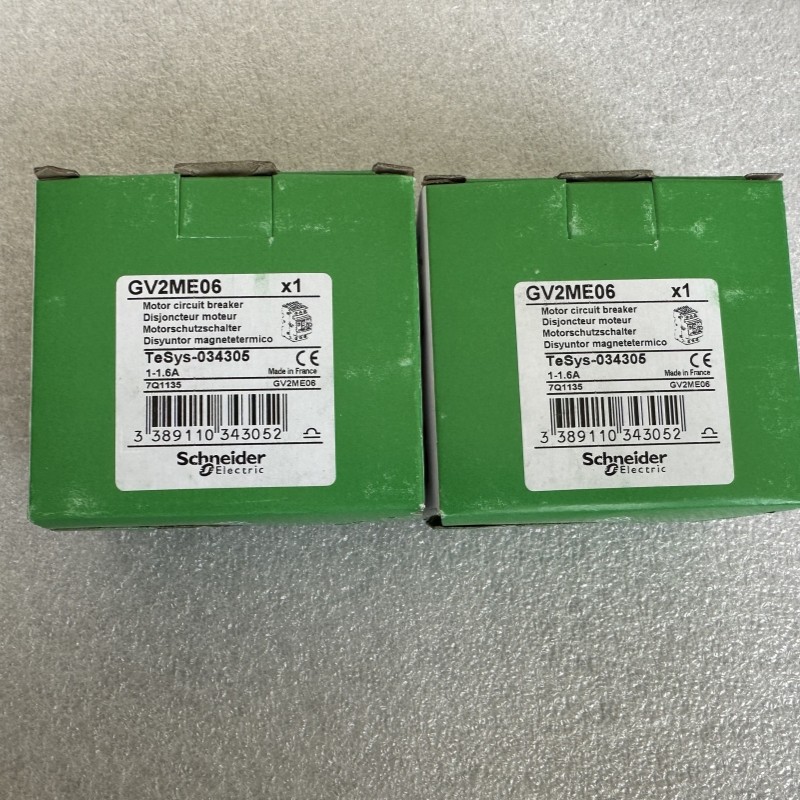 GV2ME06 x1
Motor circuit breaker
Disjoncteur moteur
Motorschutzschalter
Disyuntor magnetetermico
TeSys-034305 CE
1-1.6A Made in France
7Q1135 GV2ME06
3 389110 343052
Schneider
Electric
GV2ME06 x1
Motor circuit breaker
Disjoncteur moteur
Motorschutzschalter
Disyuntor magnetetermico
TeSys-034305 CE
1-1.6A Made in France
7Q1135 GV2ME06
3 389110 343052
Schneider
Electric